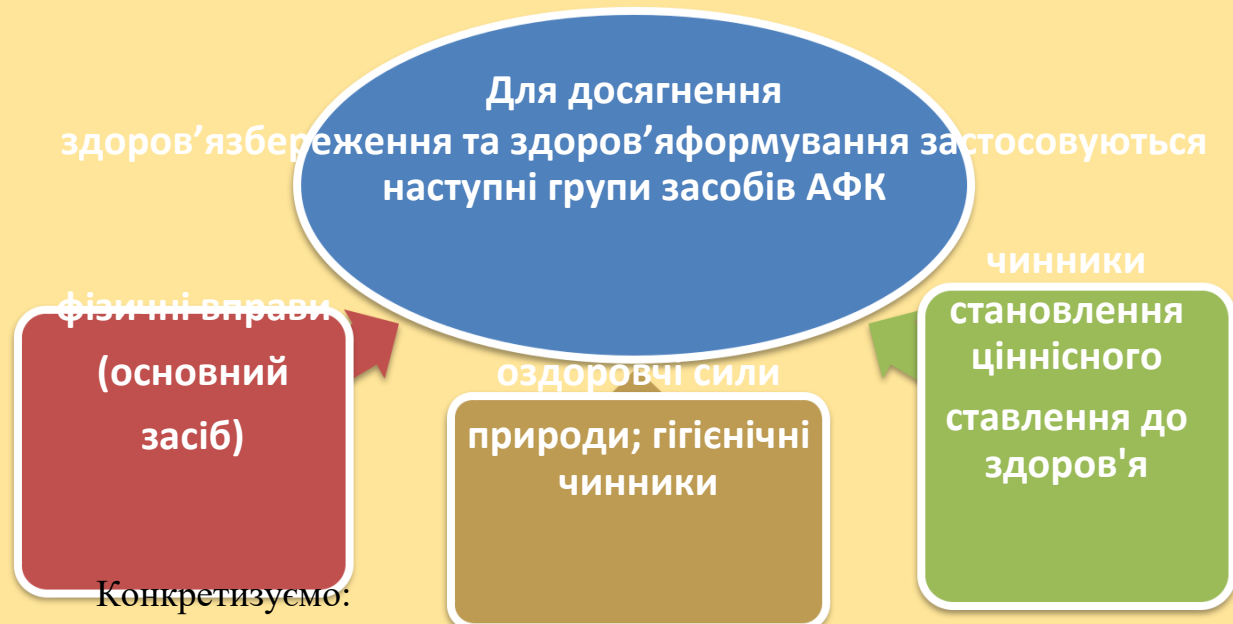 Для досягнення
здоров’язбереження та здоров’яформування застосовуються
наступні групи засобів АФК
фізичні вправи
(основний
засіб)
оздоровчі сили
природи; гігієнічні
чинники
чинники
становлення
ціннісного
ставлення до
здоров'я
Конкретизуємо: